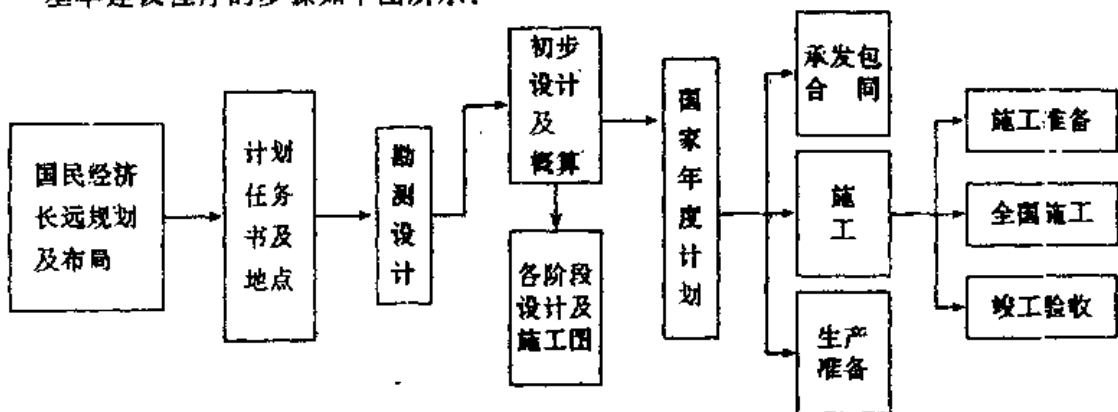 基本建设程序的步骤如下图所示：
国民经济
长远规划
及布局
计划
任务
书及
地点
勘测设计
初步
设计
及
概算
各阶段
设计及
施工图
国家年度计划
承发包
合同
施工
生产
准备
施工准备
全面施工
竣工验收